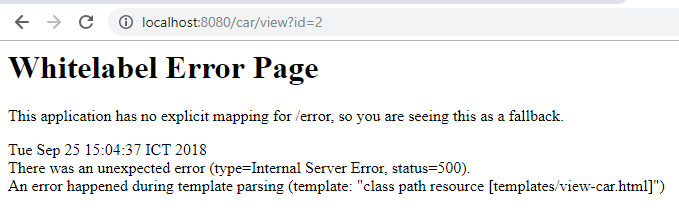 localhost:8080/car/view?id=2
Whitelabel Error Page
This application has no explicit mapping for /error, so you are seeing this as a fallback.
Tue Sep 25 15:04:37 ICT 2018
There was an unexpected error (type=Internal Server Error, status=500).
An error happened during template parsing (template: "class path resource [templates/view-car.html]")